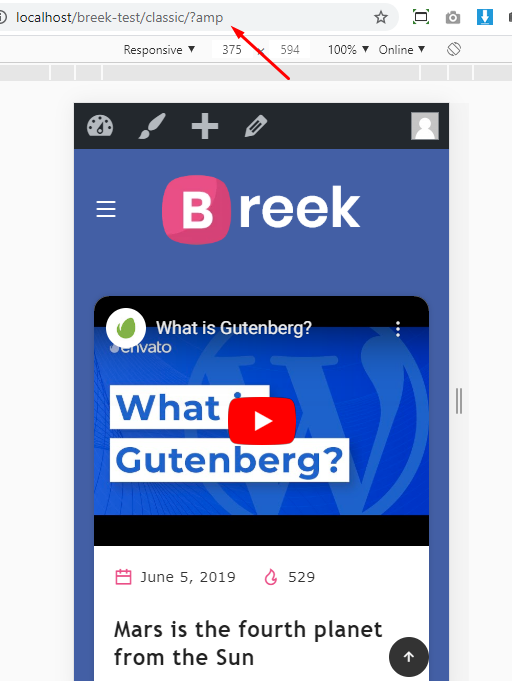 localhost/breek-test/classic/?amp
Responsive ▼ 375 × 594 100% ▼ Online ▼
Breek
What is Gutenberg?
envato
What is
Gutenberg?
June 5, 2019 529
Mars is the fourth planet
from the Sun